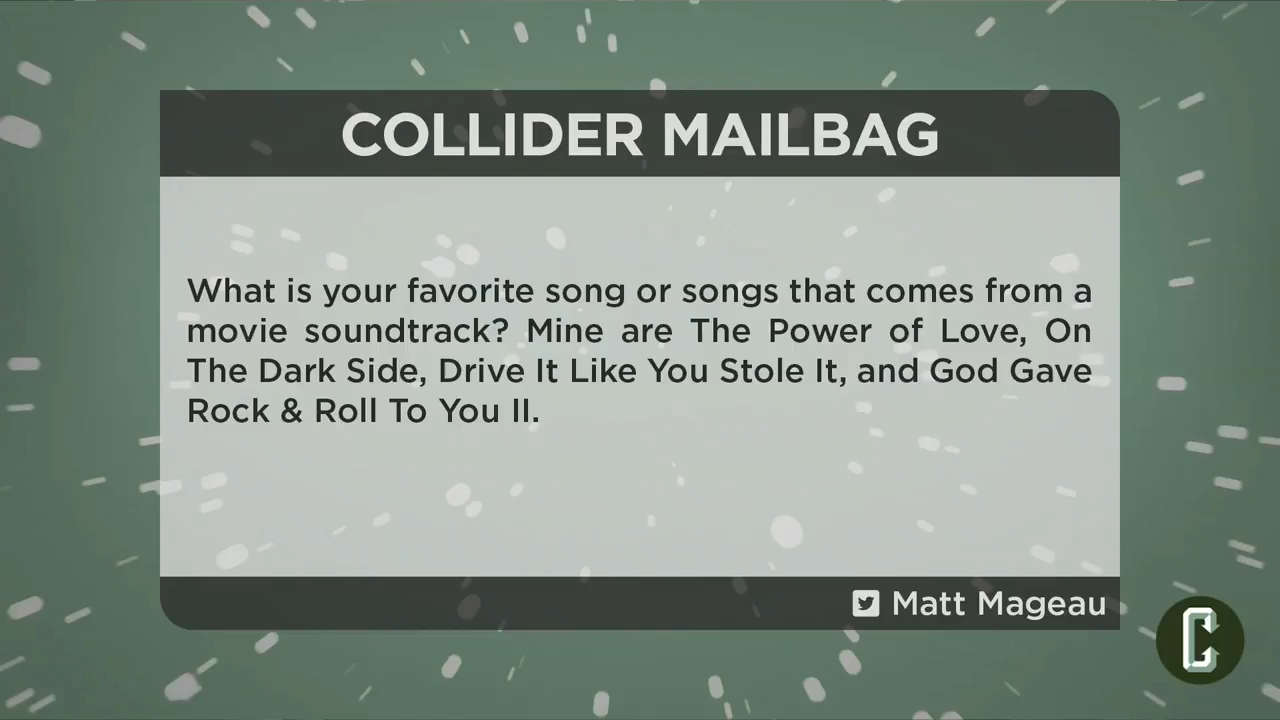 COLLIDER MAILBAG
What is your favorite song or songs that comes from a
movie soundtrack? Mine are The Power of Love, On
The Dark Side, Drive It Like You Stole It, and God Gave
Rock & Roll To You II.
Matt Mageau
C